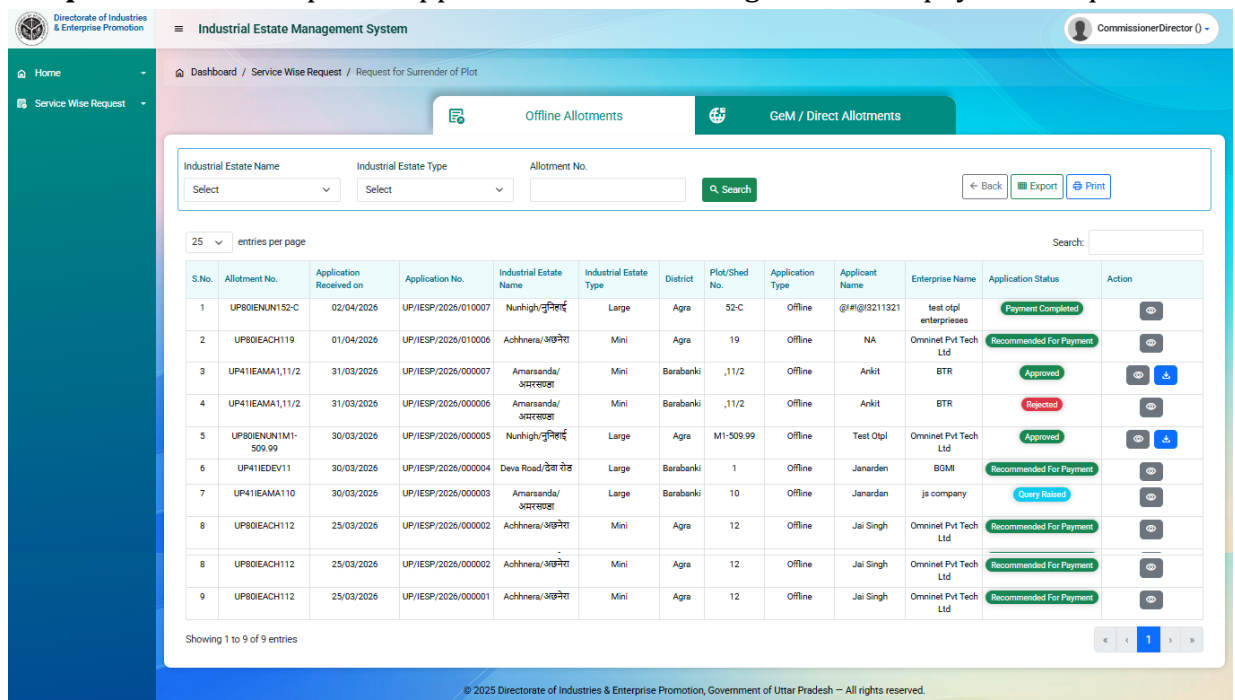 Directorate of Industries
& Enterprise Promotion
Industrial Estate Management System
CommissionerDirector ()
Home
Service Wise Request
Dashboard / Service Wise Request / Request for Surrender of Plot
Offline Allotments
GeM / Direct Allotments
Industrial Estate Name
Industrial Estate Type
Allotment No.
Select
Select
Search
Back
Export
Print
25 entries per page
Search:
S.No. Allotment No. Application Received on Application No. Industrial Estate Name Industrial Estate Type District Plot/Shed No. Application Type Applicant Name Enterprise Name Application Status Action
1 UP80IENUN152-C 02/04/2026 UP/IESP/2026/010007 Nunhigh/नुनिहाई Large Agra 52-C Offline @!#!@!3211321 test otpl enterprieses Payment Completed
2 UP80IEACH119 01/04/2026 UP/IESP/2026/010006 Achhnera/अछनेरा Mini Agra 19 Offline NA Omninet Pvt Tech Ltd Recommended For Payment
3 UP41IEAMA1,11/2 31/03/2026 UP/IESP/2026/000007 Amarsanda/अमरसण्डा Mini Barabanki ,11/2 Offline Ankit BTR Approved
4 UP41IEAMA1,11/2 31/03/2026 UP/IESP/2026/000006 Amarsanda/अमरसण्डा Mini Barabanki ,11/2 Offline Ankit BTR Rejected
5 UP80IENUN1M1-509.99 30/03/2026 UP/IESP/2026/000005 Nunhigh/नुनिहाई Large Agra M1-509.99 Offline Test Otpl Omninet Pvt Tech Ltd Approved
6 UP41IEDEV11 30/03/2026 UP/IESP/2026/000004 Deva Road/देवा रोड Large Barabanki 1 Offline Janarden BGMI Recommended For Payment
7 UP41IEAMA110 30/03/2026 UP/IESP/2026/000003 Amarsanda/अमरसण्डा Large Barabanki 10 Offline Janardan js company Query Raised
8 UP80IEACH112 25/03/2026 UP/IESP/2026/000002 Achhnera/अछनेरा Mini Agra 12 Offline Jai Singh Omninet Pvt Tech Ltd Recommended For Payment
8 UP80IEACH112 25/03/2026 UP/IESP/2026/000002 Achhnera/अछनेरा Mini Agra 12 Offline Jai Singh Omninet Pvt Tech Ltd Recommended For Payment
9 UP80IEACH112 25/03/2026 UP/IESP/2026/000001 Achhnera/अछनेरा Mini Agra 12 Offline Jai Singh Omninet Pvt Tech Ltd Recommended For Payment
Showing 1 to 9 of 9 entries
« ‹ 1 › »
© 2025 Directorate of Industries & Enterprise Promotion, Government of Uttar Pradesh — All rights reserved.